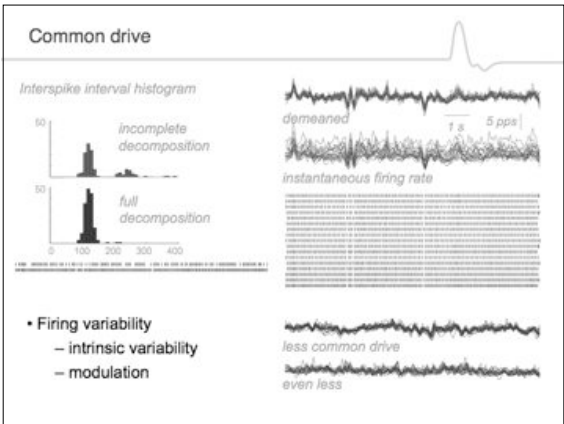 Common drive
Interspike interval histogram
60
incomplete
decomposition
50
full
decomposition
0 100 200 300 400
• Firing variability
– intrinsic variability
– modulation
demeaned
1 s
5 pps
instantaneous firing rate
less common drive
even less